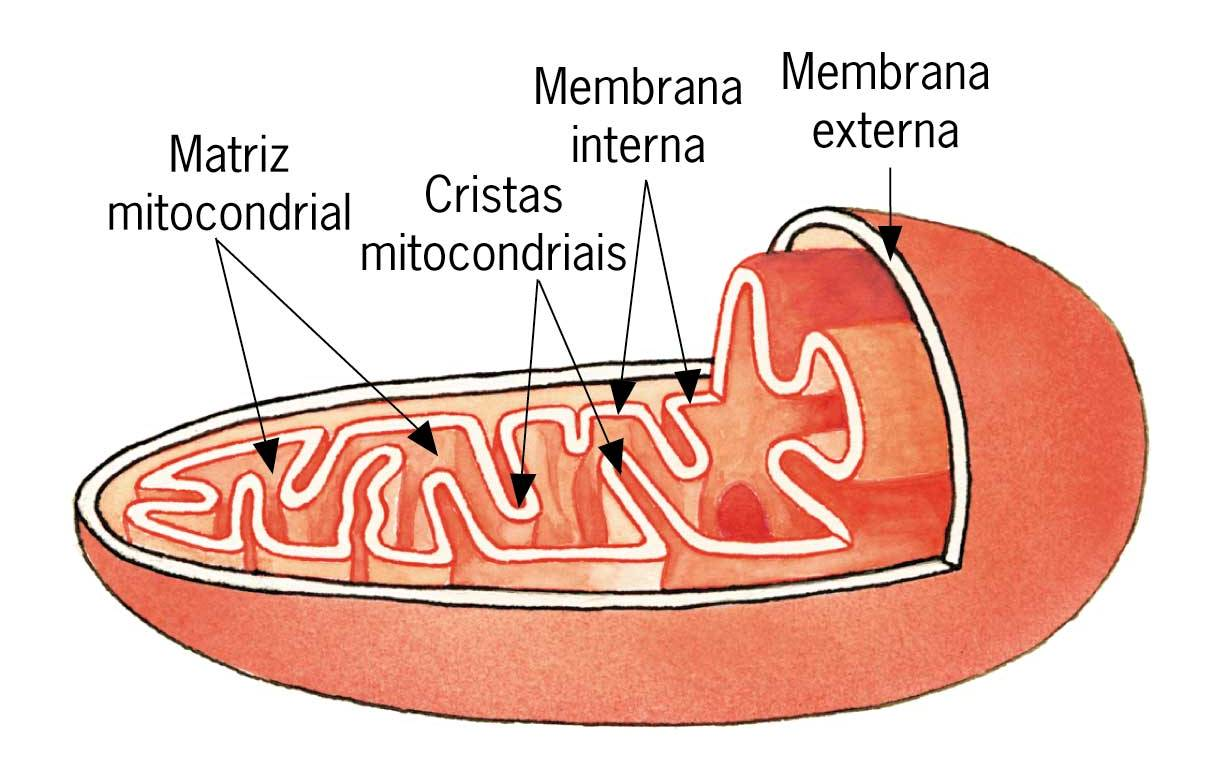 Matriz
mitocondrial
Cristas
mitocondriais
Membrana
interna
Membrana
externa